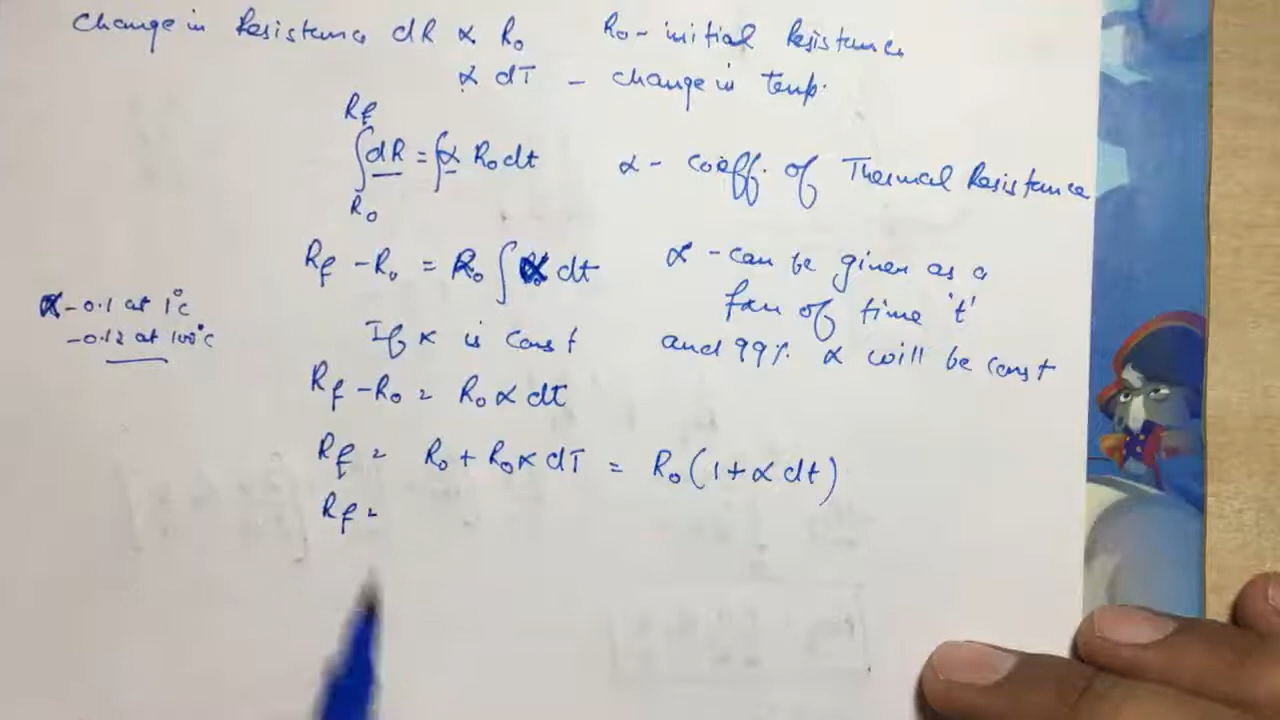 Change in Resistance dR ∝ R₀ R₀ - initial Resistance
∝ dT - change in temp.
Rf
∫dR = ∫α R₀ dt α - coeff. of Thermal Resistance
R₀
Rf - R₀ = R₀ ∫ α dt α - can be given as a
fun of time 't'
α - 0.1 at 1°c
- 0.12 at 100°c
If α is const and 99% α will be const
Rf - R₀ = R₀ α dt
Rf = R₀ + R₀ α dT = R₀ (1 + α dt)
Rf =